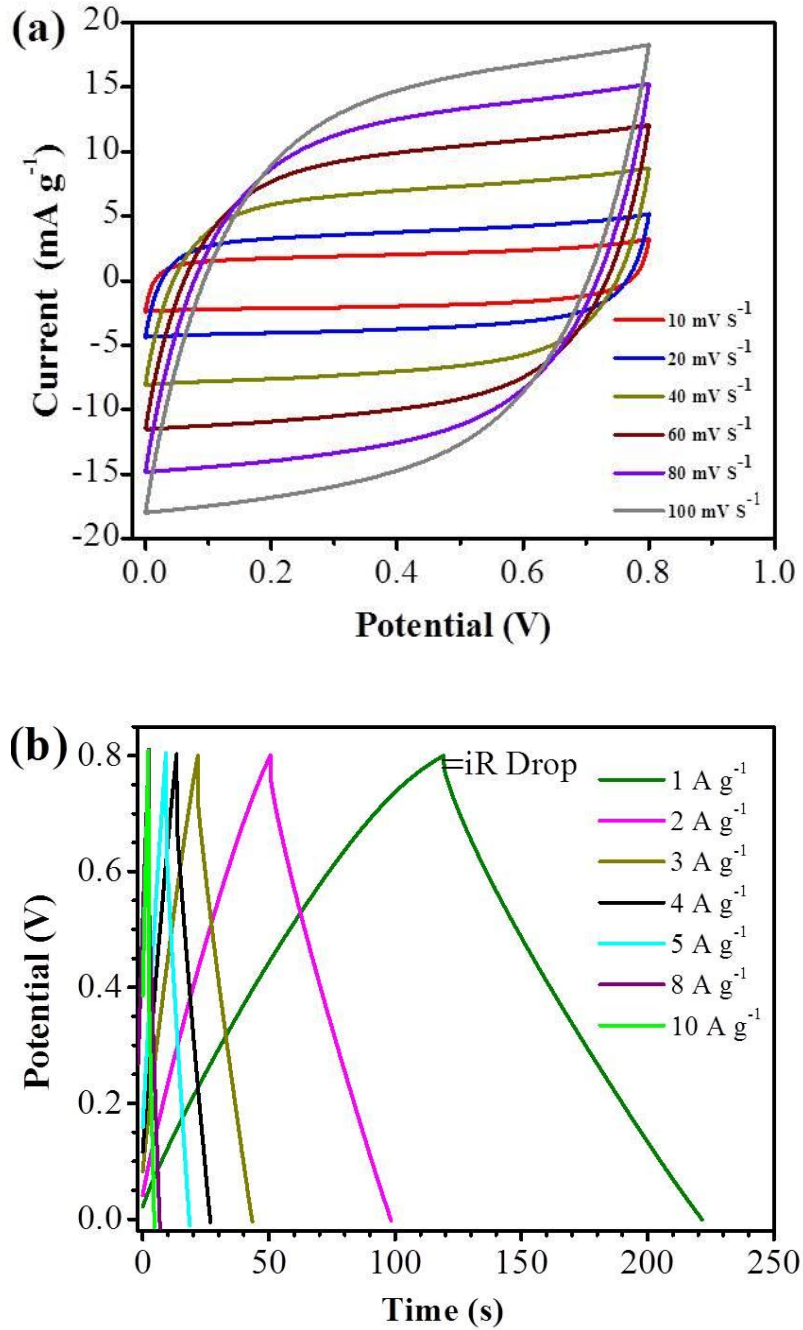 (a)
20
15
10
5
0
-5
-10
-15
-20
Current (mA g⁻¹)
10 mV S⁻¹
20 mV S⁻¹
40 mV S⁻¹
60 mV S⁻¹
80 mV S⁻¹
100 mV S⁻¹
0.0 0.2 0.4 0.6 0.8 1.0
Potential (V)
(b)
0.8
0.6
0.4
0.2
0.0
Potential (V)
=iR Drop
1 A g⁻¹
2 A g⁻¹
3 A g⁻¹
4 A g⁻¹
5 A g⁻¹
8 A g⁻¹
10 A g⁻¹
0 50 100 150 200 250
Time (s)